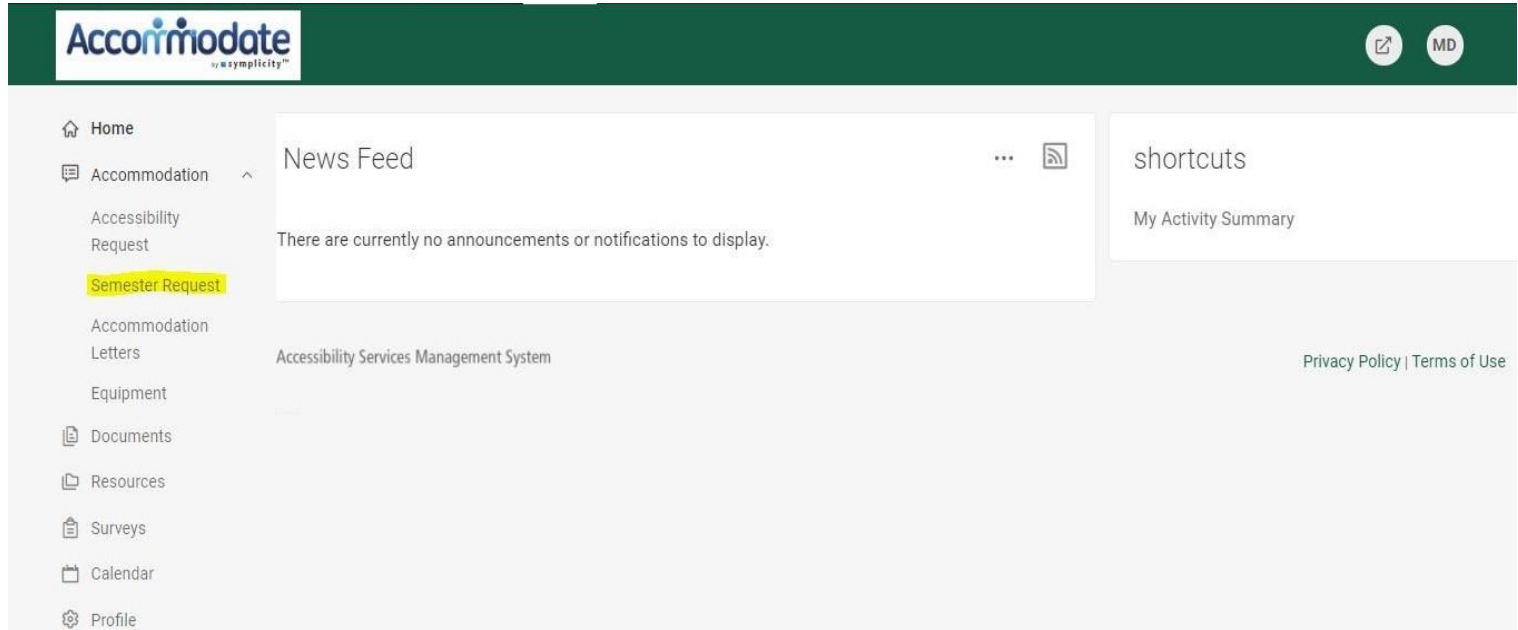 Accommodate
by symplicity™
MD
Home
Accommodation
Accessibility
Request
Semester Request
Accommodation
Letters
Equipment
Documents
Resources
Surveys
Calendar
Profile
News Feed
...
There are currently no announcements or notifications to display.
shortcuts
My Activity Summary
Accessibility Services Management System
Privacy Policy | Terms of Use